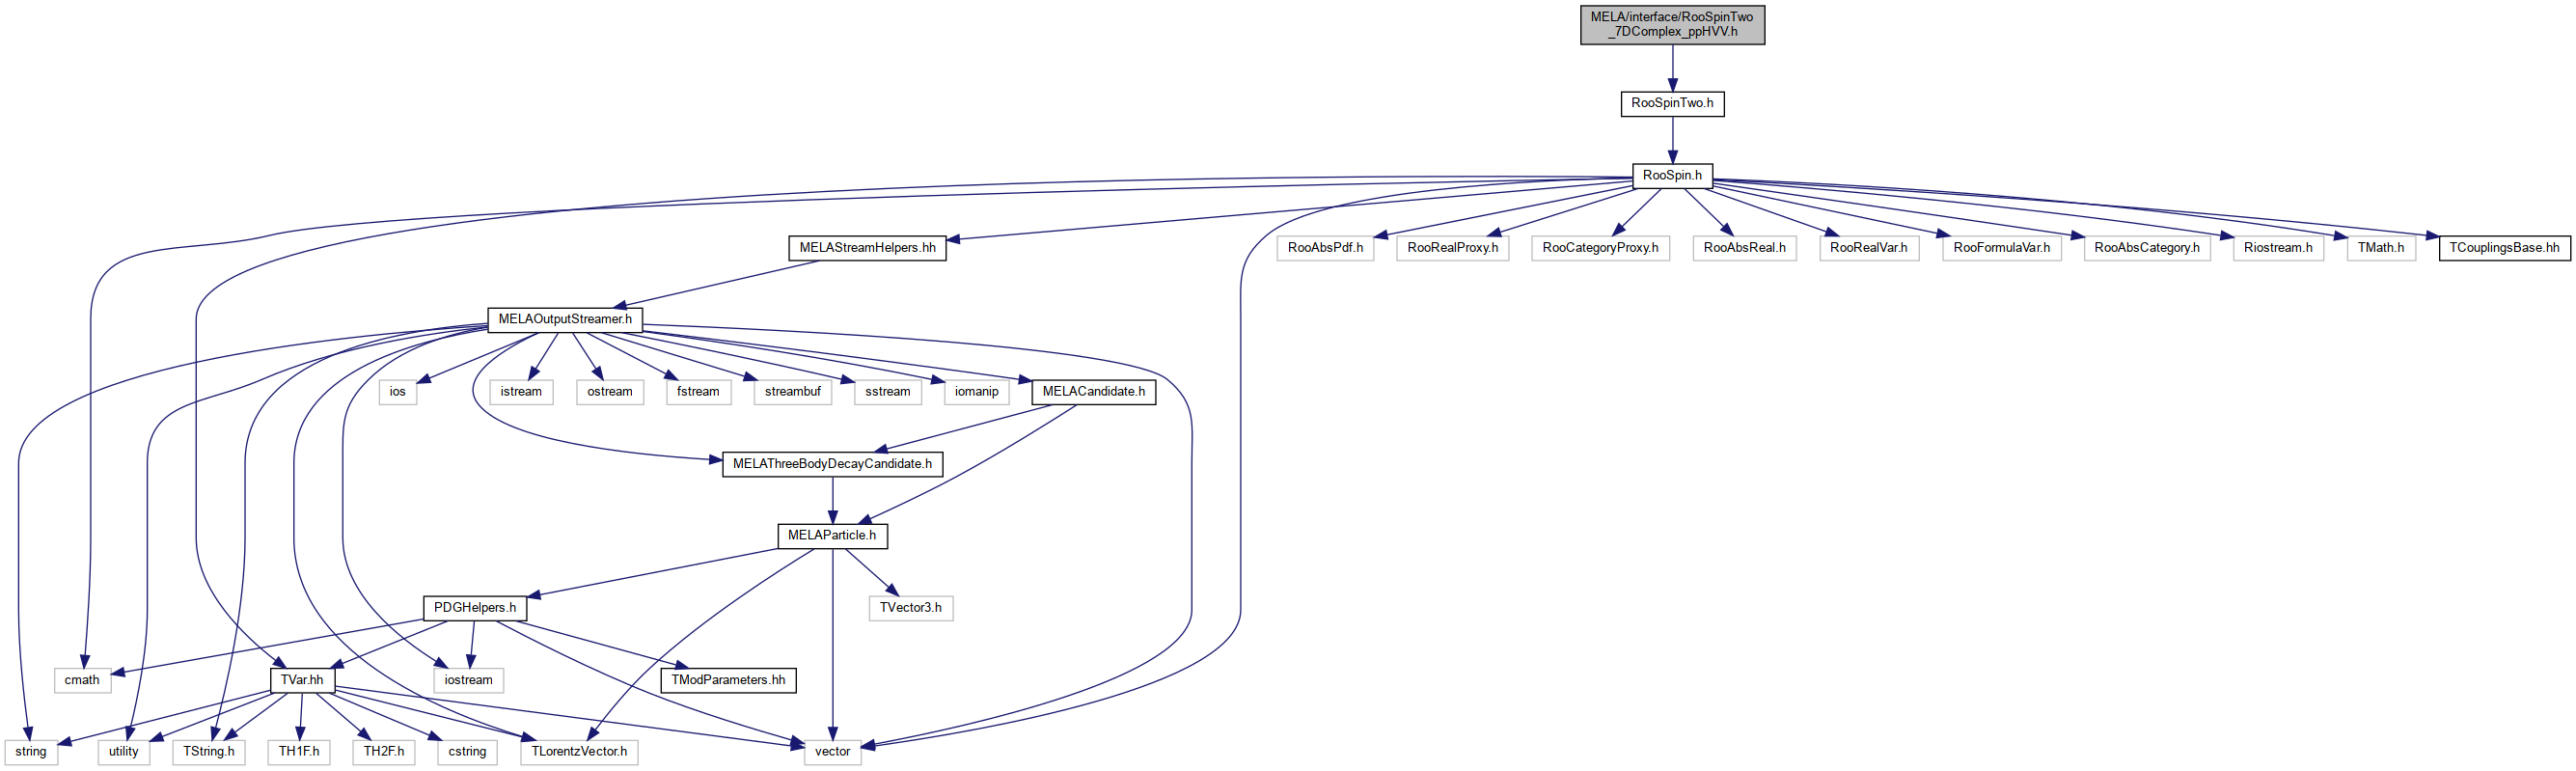 MELA/interface/RooSpinTwo
_7DComplex_ppHVV.h
RooSpinTwo.h
RooSpin.h
MELAStreamHelpers.hh
RooAbsPdf.h
RooRealProxy.h
RooCategoryProxy.h
RooAbsReal.h
RooRealVar.h
RooFormulaVar.h
RooAbsCategory.h
Riostream.h
TMath.h
TCouplingsBase.hh
MELAOutputStreamer.h
ios
istream
ostream
fstream
streambuf
sstream
iomanip
MELACandidate.h
MELAThreeBodyDecayCandidate.h
MELAParticle.h
PDGHelpers.h
TVector3.h
cmath
TVar.hh
iostream
TModParameters.hh
string
utility
TString.h
TH1F.h
TH2F.h
cstring
TLorentzVector.h
vector